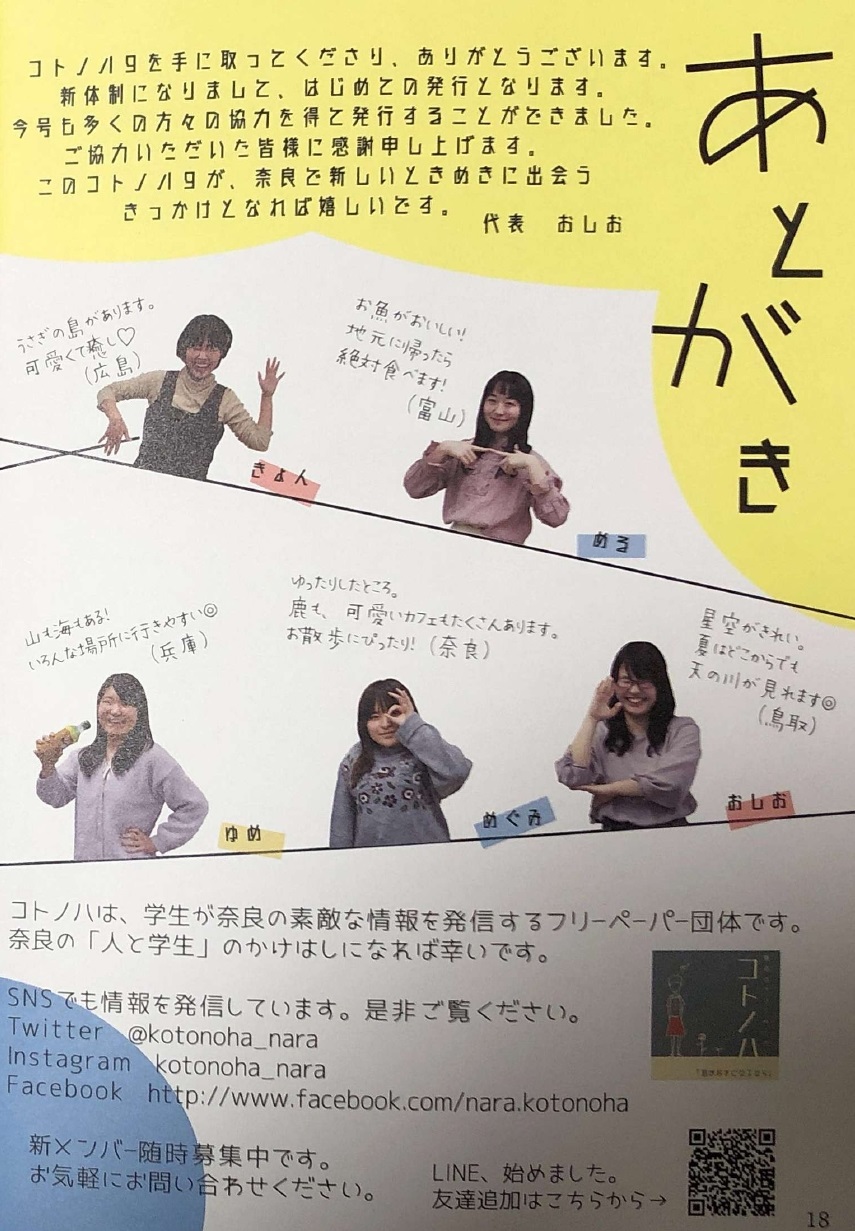 あとがき
コトノハ9を手に取ってくださり、ありがとうございます。
新体制になりまして、はじめての発行となります。
今号も多くの方々の協力を得て発行することができました。
ご協力いただいた皆様に感謝申し上げます。
このコトノハ9が、奈良で新しいときめきに出会う
きっかけとなれば嬉しいです。
代表 おしお
うさぎの島があります。
可愛くて癒し♡
(広島)
きょん
お魚がおいしい!
地元に帰ったら
絶対食べます!
(富山)
める
山も海もある!
いろんな場所に行きやすい◎
(兵庫)
ゆめ
ゆったりしたところ。
鹿も、可愛いカフェもたくさんあります。
お散歩にぴったり!(奈良)
めぐみ
星空がきれい。
夏はどこからでも
天の川が見れます◎
(鳥取)
おしお
コトノハは、学生が奈良の素敵な情報を発信するフリーペーパー団体です。
奈良の「人と学生」のかけはしになれば幸いです。
コトノハ
SNSでも情報を発信しています。是非ご覧ください。
Twitter @kotonoha_nara
Instagram kotonoha_nara
Facebook http://www.facebook.com/nara.kotonoha
新メンバー随時募集中です。
お気軽にお問い合わせください。
LINE、始めました。
友達追加はこちらから→
18